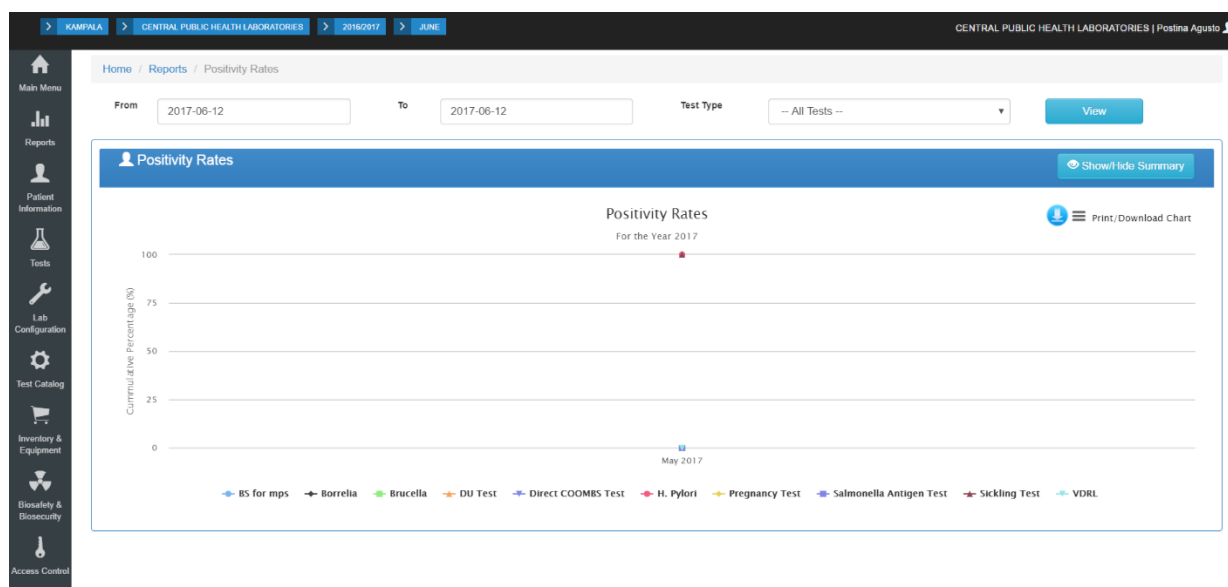 KAMPALA CENTRAL PUBLIC HEALTH LABORATORIES 2016/2017 JUNE
CENTRAL PUBLIC HEALTH LABORATORIES | Postina Agusto
Main Menu
Reports
Patient
Information
Tests
Lab
Configuration
Test Catalog
Inventory &
Equipment
Biosafety &
Biosecurity
Access Control
Home / Reports / Positivity Rates
From 2017-06-12 To 2017-06-12 Test Type -- All Tests -- View
Positivity Rates
Show/Hide Summary
Positivity Rates
For the Year 2017
Print/Download Chart
Cummulative Percentage (%)
100
75
50
25
0
May 2017
BS for mps Borrelia Brucella DU Test Direct COOMBS Test H. Pylori Pregnancy Test Salmonella Antigen Test Sickling Test VDRL